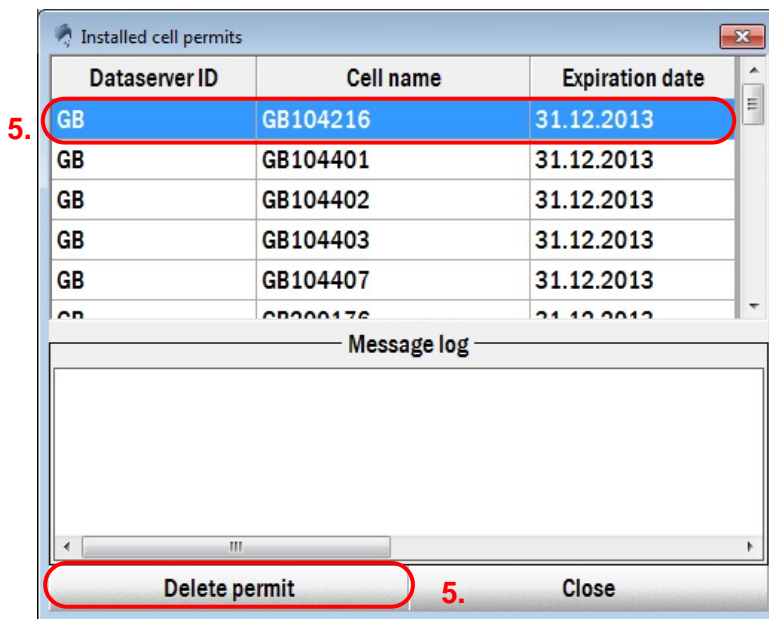 Installed cell permits
Dataserver ID Cell name Expiration date
5. GB GB104216 31.12.2013
GB GB104401 31.12.2013
GB GB104402 31.12.2013
GB GB104403 31.12.2013
GB GB104407 31.12.2013
Message log
Delete permit 5. Close